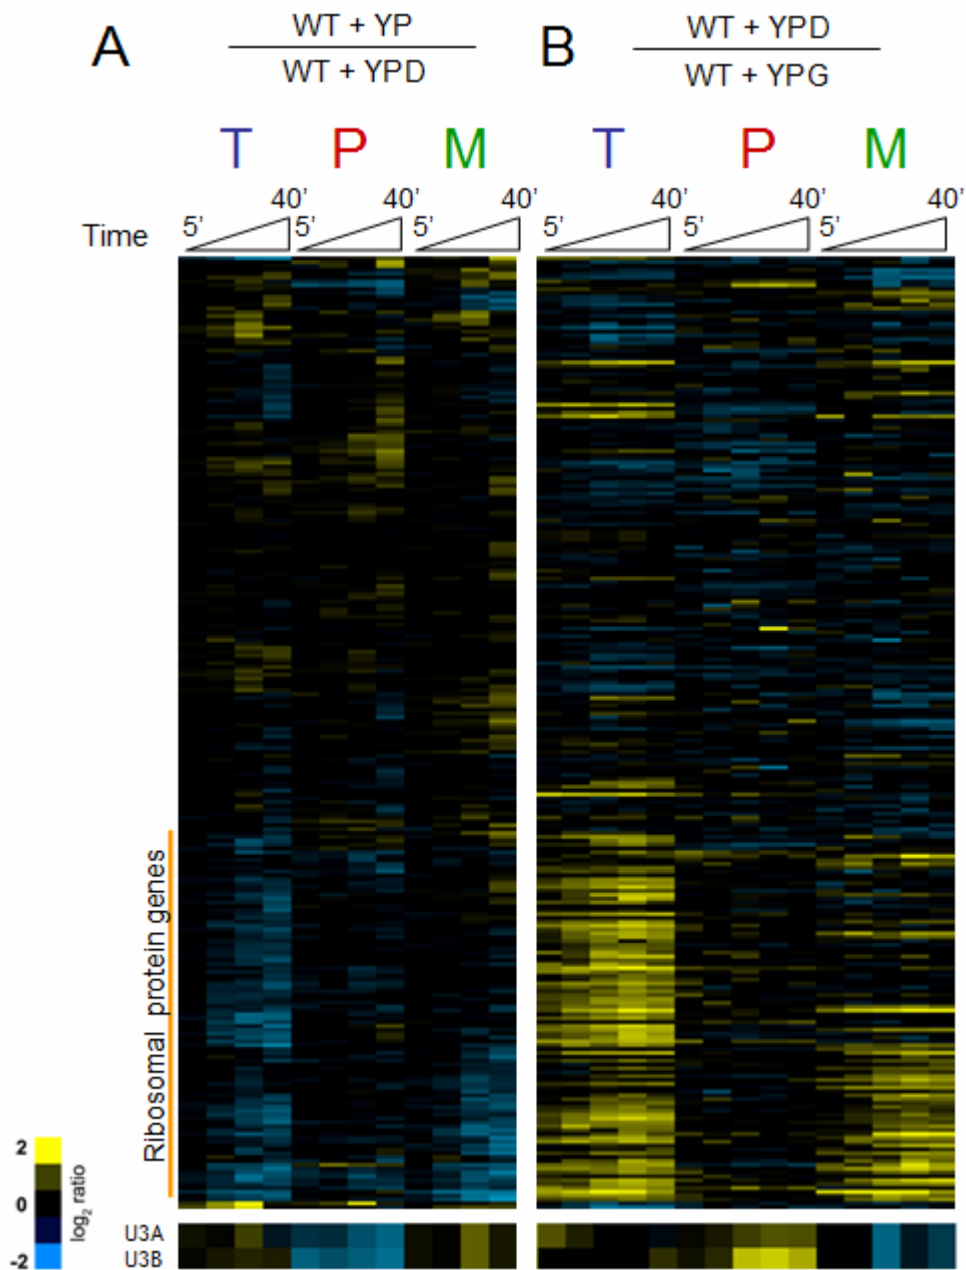 A
WT + YP
WT + YPD
B
WT + YPD
WT + YPG
T P M T P M
Time 5' 40' 5' 40' 5' 40' 5' 40' 5' 40' 5' 40'
Ribosomal protein genes
2
0
-2
log2 ratio
U3A
U3B